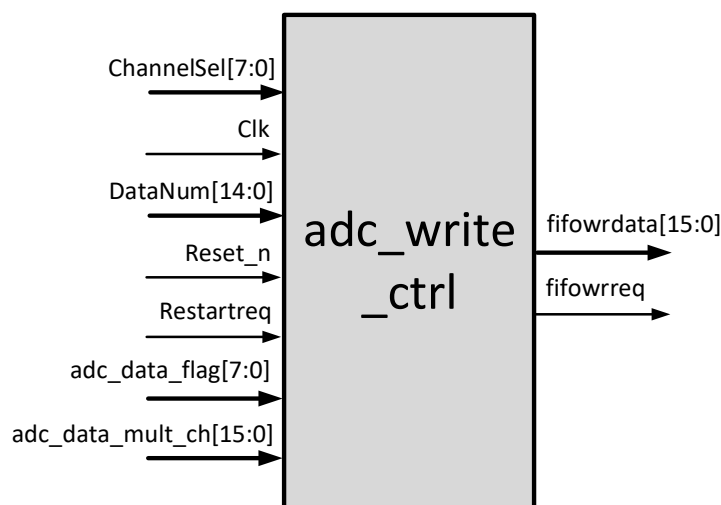 ChannelSel[7:0]
Clk
DataNum[14:0]
Reset_n
Restartreq
adc_data_flag[7:0]
adc_data_mult_ch[15:0]
adc_write
_ctrl
fifowrdata[15:0]
fifowrreq